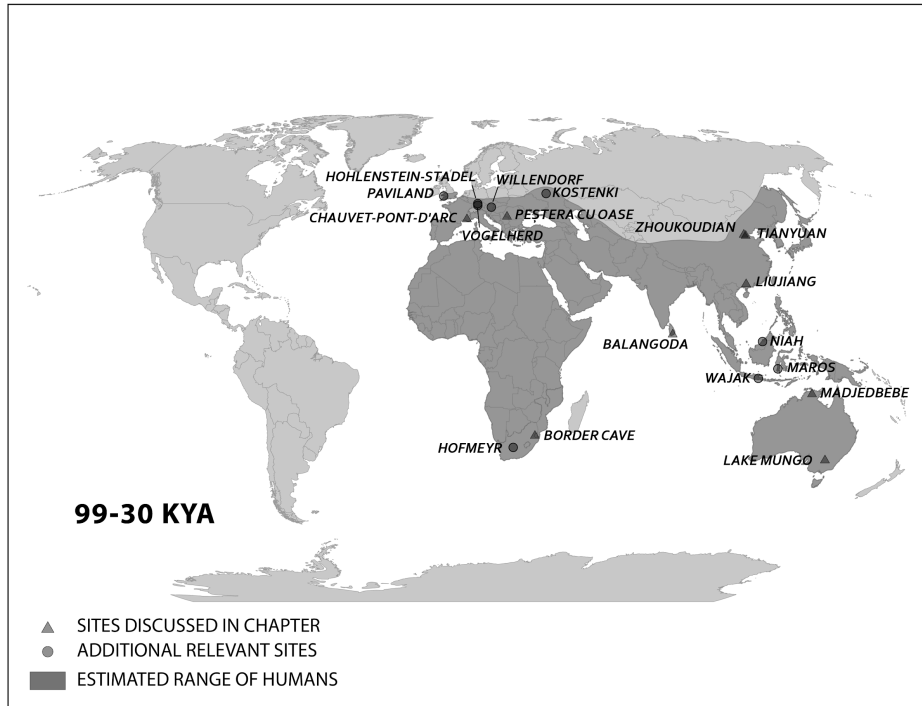 HOHLENSTEIN-STADEL
WILLENDORF
PAVILAND
KOSTENKI
CHAUVET-PONT-D'ARC
PESTERA CU OASE
VOGELHERD
ZHOUKOUDIAN
TIANYUAN
LIUJIANG
BALANGODA
NIAH
MAROS
WAJAK
MADJEDBEBE
BORDER CAVE
HOFMEYR
LAKE MUNGO
99-30 KYA
SITES DISCUSSED IN CHAPTER
ADDITIONAL RELEVANT SITES
ESTIMATED RANGE OF HUMANS